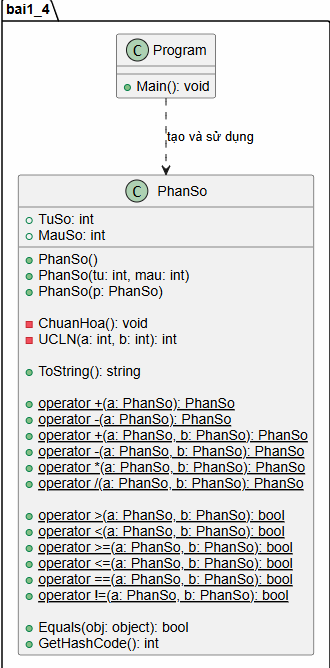 bai1_4
C Program
Main(): void
tạo và sử dụng
C PhanSo
TuSo: int
MauSo: int
PhanSo()
PhanSo(tu: int, mau: int)
PhanSo(p: PhanSo)
ChuanHoa(): void
UCLN(a: int, b: int): int
ToString(): string
operator +(a: PhanSo): PhanSo
operator -(a: PhanSo): PhanSo
operator +(a: PhanSo, b: PhanSo): PhanSo
operator -(a: PhanSo, b: PhanSo): PhanSo
operator *(a: PhanSo, b: PhanSo): PhanSo
operator /(a: PhanSo, b: PhanSo): PhanSo
operator >(a: PhanSo, b: PhanSo): bool
operator <(a: PhanSo, b: PhanSo): bool
operator >=(a: PhanSo, b: PhanSo): bool
operator <=(a: PhanSo, b: PhanSo): bool
operator ==(a: PhanSo, b: PhanSo): bool
operator !=(a: PhanSo, b: PhanSo): bool
Equals(obj: object): bool
GetHashCode(): int